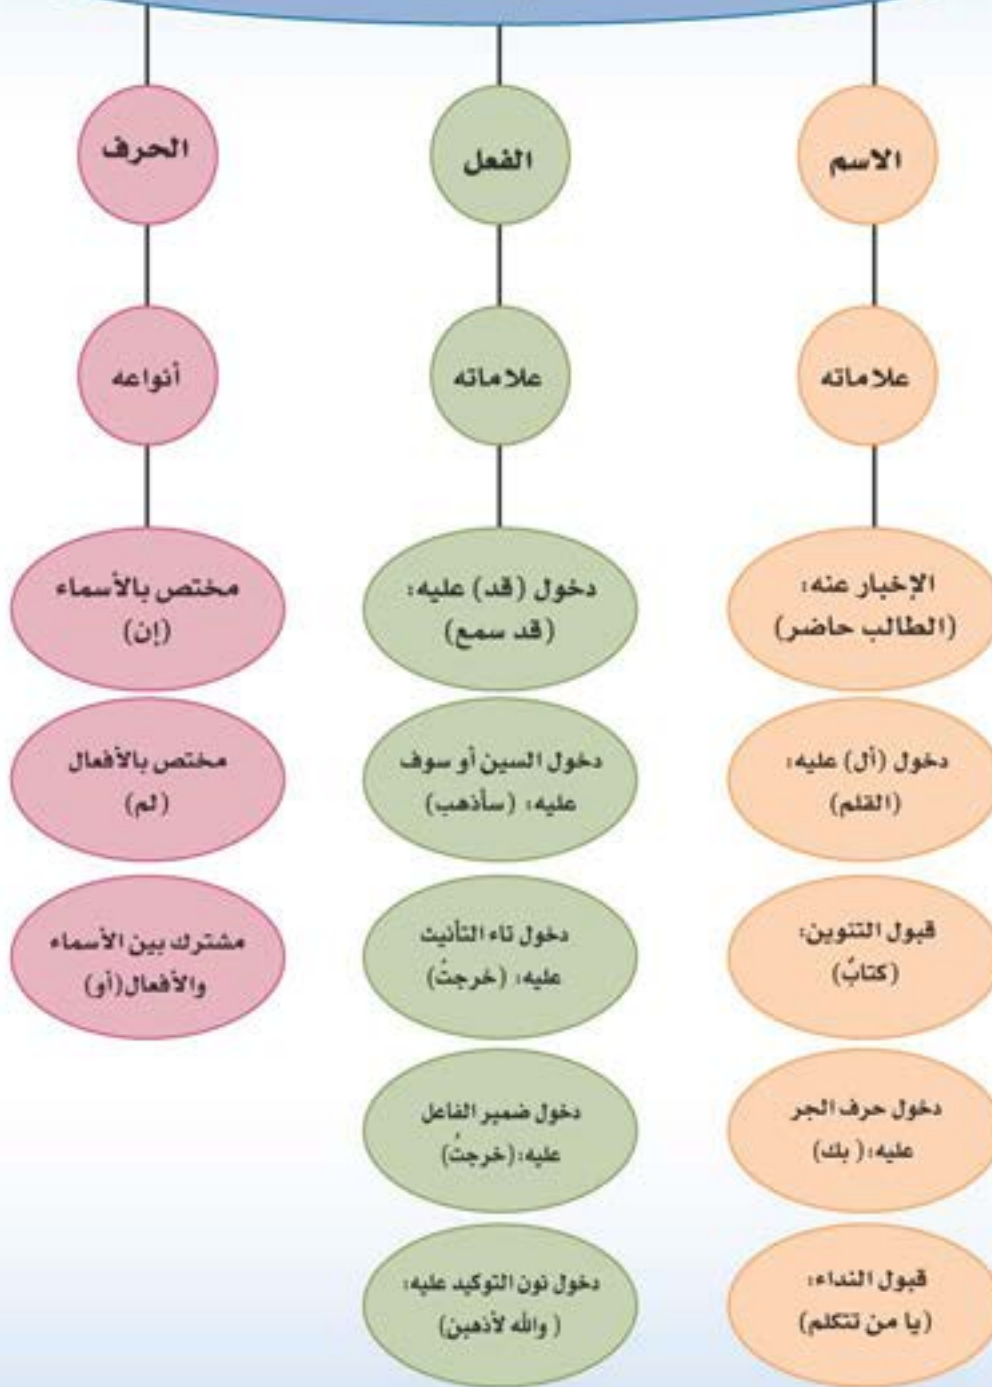 الاسم
علاماته
الإخبار عنه:
(الطالب حاضر)
دخول (أل) عليه:
(القلم)
قبول التنوين:
(كتابٌ)
دخول حرف الجر
عليه: (بك)
قبول النداء:
(يا من تتكلم)
الفعل
علاماته
دخول (قد) عليه:
(قد سمع)
دخول السين أو سوف
عليه: (سأذهب)
دخول تاء التأنيث
عليه: (خرجتْ)
دخول ضمير الفاعل
عليه: (خرجتُ)
دخول نون التوكيد عليه:
(والله لأذهبن)
الحرف
أنواعه
مختص بالأسماء
(إن)
مختص بالأفعال
(لم)
مشترك بين الأسماء
والأفعال (أو)